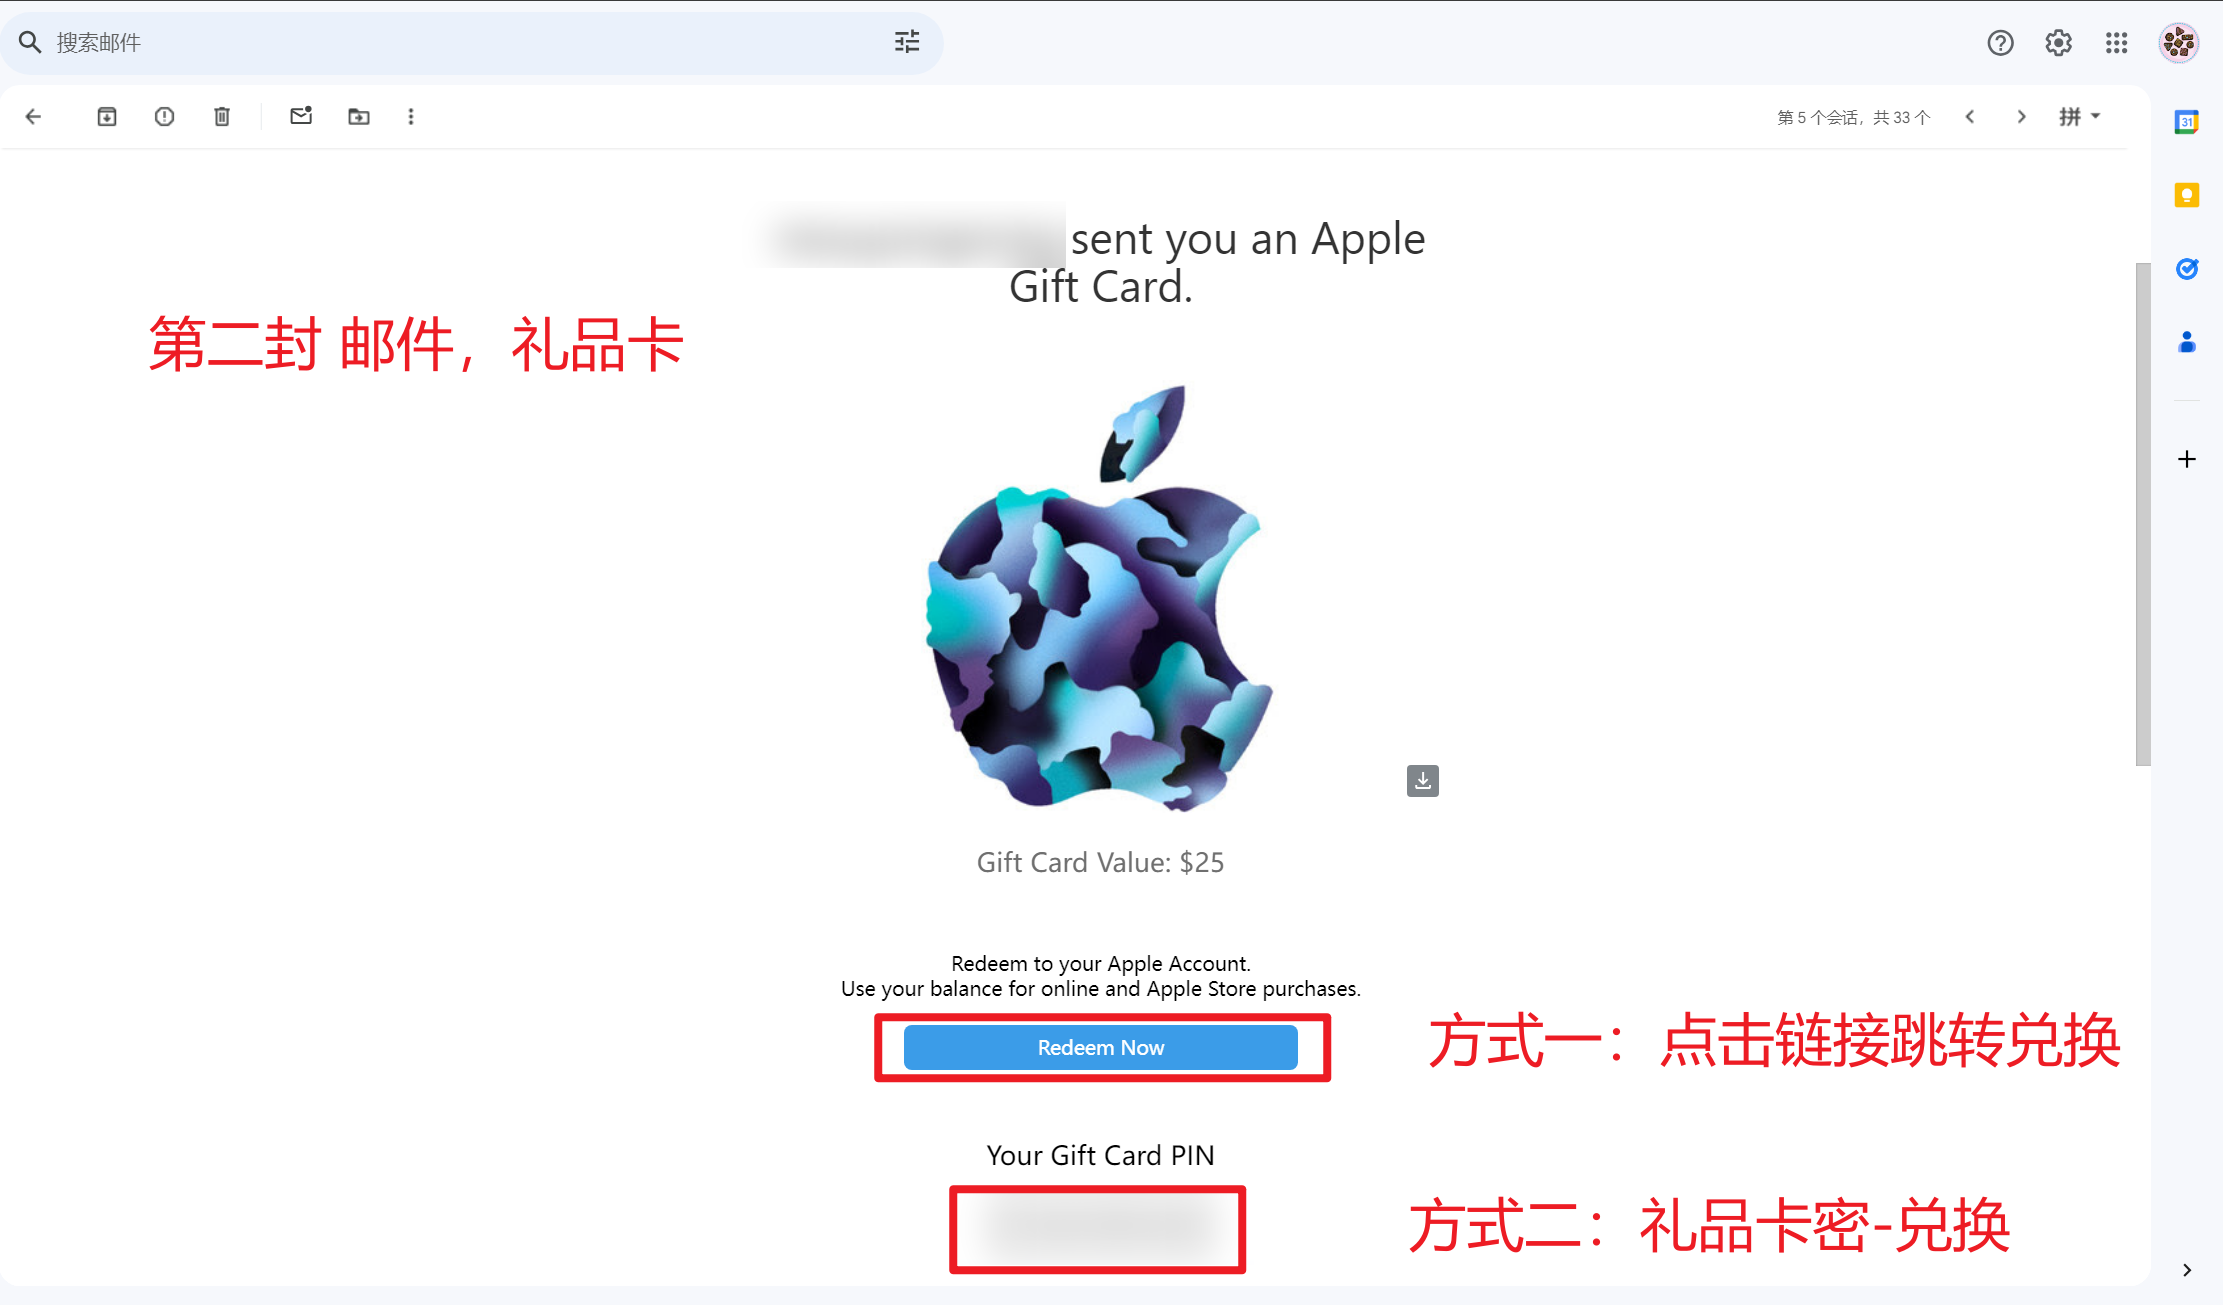 搜索邮件
第 5 个会话，共 33 个
拼
31
sent you an Apple
Gift Card.
第二封 邮件，礼品卡
Gift Card Value: $25
Redeem to your Apple Account.
Use your balance for online and Apple Store purchases.
Redeem Now
方式一：点击链接跳转兑换
Your Gift Card PIN
方式二：礼品卡密-兑换